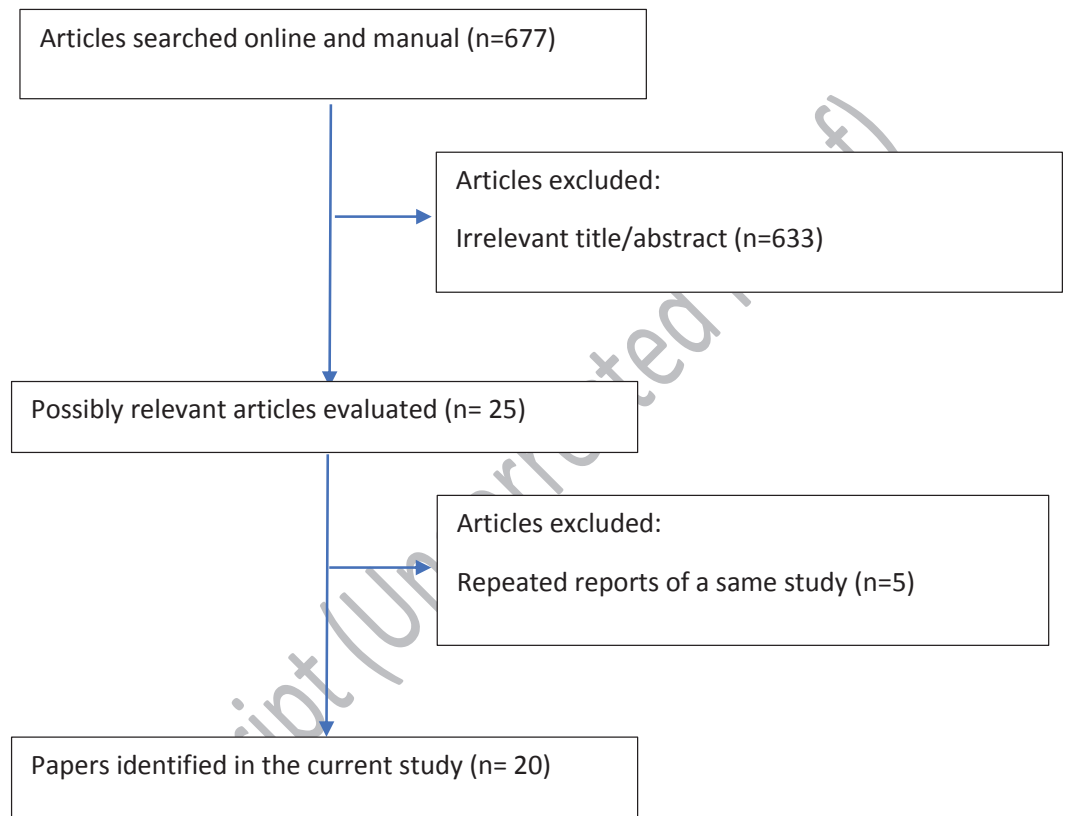 Articles searched online and manual (n=677)
Articles excluded:
Irrelevant title/abstract (n=633)
Possibly relevant articles evaluated (n= 25)
Articles excluded:
Repeated reports of a same study (n=5)
Papers identified in the current study (n= 20)